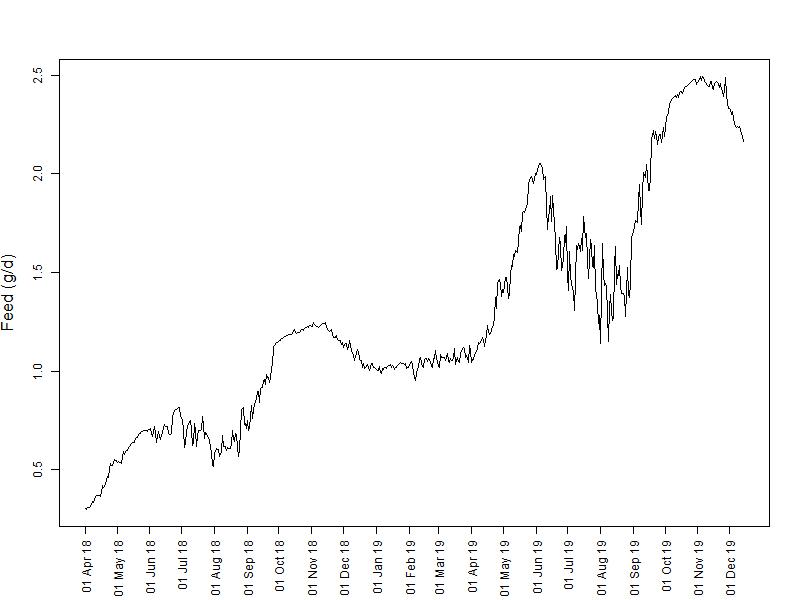 Feed (g/d)
2.5
2.0
1.5
1.0
0.5
01 Apr 18
01 May 18
01 Jun 18
01 Jul 18
01 Aug 18
01 Sep 18
01 Oct 18
01 Nov 18
01 Dec 18
01 Jan 19
01 Feb 19
01 Mar 19
01 Apr 19
01 May 19
01 Jun 19
01 Jul 19
01 Aug 19
01 Sep 19
01 Oct 19
01 Nov 19
01 Dec 19